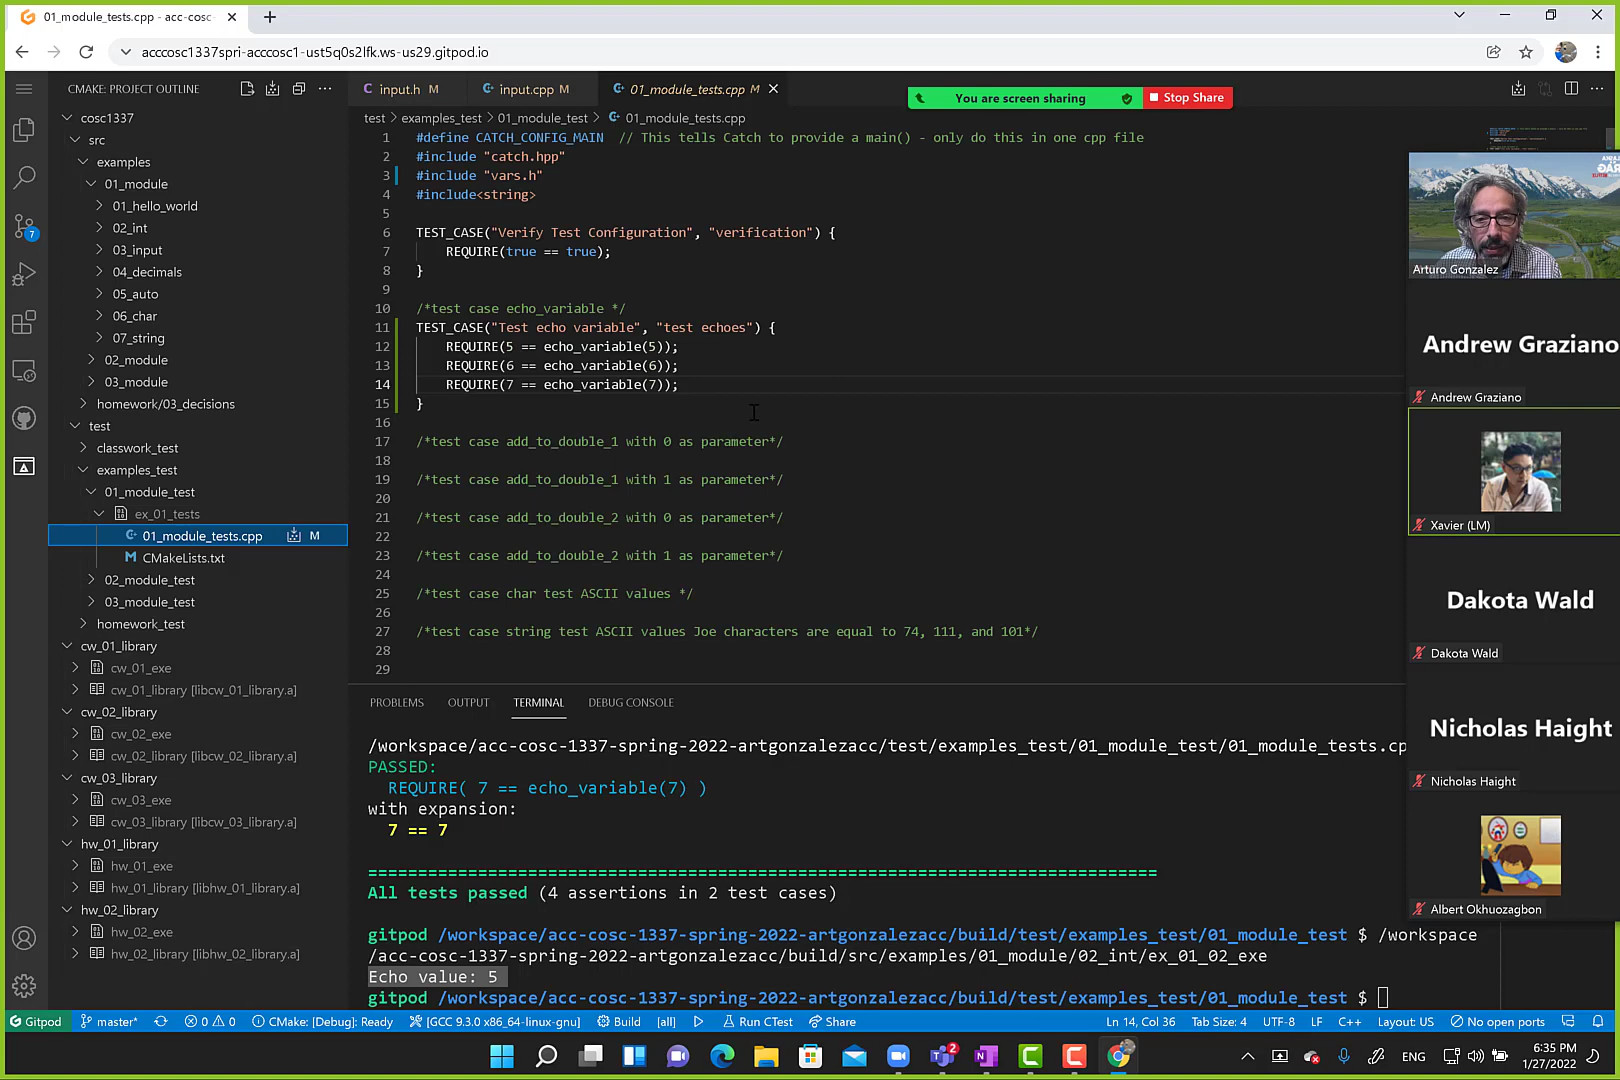 01_module_tests.cpp - acc-cosc-
acccosc1337spri-acccosc1-ust5q0s2lfk.ws-us29.gitpod.io
CMAKE: PROJECT OUTLINE
input.h M
input.cpp M
01_module_tests.cpp M
You are screen sharing
Stop Share
test > examples_test > 01_module_test > 01_module_tests.cpp
cosc1337
src
examples
01_module
01_hello_world
02_int
03_input
04_decimals
05_auto
06_char
07_string
02_module
03_module
homework/03_decisions
test
classwork_test
examples_test
01_module_test
ex_01_tests
01_module_tests.cpp M
CMakeLists.txt
02_module_test
03_module_test
homework_test
cw_01_library
cw_01_exe
cw_01_library [libcw_01_library.a]
cw_02_library
cw_02_exe
cw_02_library [libcw_02_library.a]
cw_03_library
cw_03_exe
cw_03_library [libcw_03_library.a]
hw_01_library
hw_01_exe
hw_01_library [libhw_01_library.a]
hw_02_library
hw_02_exe
hw_02_library [libhw_02_library.a]
7
1 #define CATCH_CONFIG_MAIN // This tells Catch to provide a main() - only do this in one cpp file
2 #include "catch.hpp"
3 #include "vars.h"
4 #include<string>
5
6 TEST_CASE("Verify Test Configuration", "verification") {
7 REQUIRE(true == true);
8 }
9
10 /*test case echo_variable */
11 TEST_CASE("Test echo variable", "test echoes") {
12 REQUIRE(5 == echo_variable(5));
13 REQUIRE(6 == echo_variable(6));
14 REQUIRE(7 == echo_variable(7));
15 }
16
17 /*test case add_to_double_1 with 0 as parameter*/
18
19 /*test case add_to_double_1 with 1 as parameter*/
20
21 /*test case add_to_double_2 with 0 as parameter*/
22
23 /*test case add_to_double_2 with 1 as parameter*/
24
25 /*test case char test ASCII values */
26
27 /*test case string test ASCII values Joe characters are equal to 74, 111, and 101*/
28
29
PROBLEMS OUTPUT TERMINAL DEBUG CONSOLE
/workspace/acc-cosc-1337-spring-2022-artgonzalezacc/test/examples_test/01_module_test/01_module_tests.cp
PASSED:
REQUIRE( 7 == echo_variable(7) )
with expansion:
7 == 7
===============================================================================
All tests passed (4 assertions in 2 test cases)
gitpod /workspace/acc-cosc-1337-spring-2022-artgonzalezacc/build/test/examples_test/01_module_test $ /workspace
/acc-cosc-1337-spring-2022-artgonzalezacc/build/src/examples/01_module/02_int/ex_01_02_exe
Echo value: 5
gitpod /workspace/acc-cosc-1337-spring-2022-artgonzalezacc/build/test/examples_test/01_module_test $
Arturo Gonzalez
Andrew Graziano
Andrew Graziano
Xavier (LM)
Dakota Wald
Dakota Wald
Nicholas Haight
Nicholas Haight
Albert Okhuozagbon
Gitpod master* 0 0 CMake: [Debug]: Ready [GCC 9.3.0 x86_64-linux-gnu] Build [all] Run CTest Share Ln 14, Col 36 Tab Size: 4 UTF-8 LF C++ Layout: US No open ports
2
ENG
6:35 PM
1/27/2022